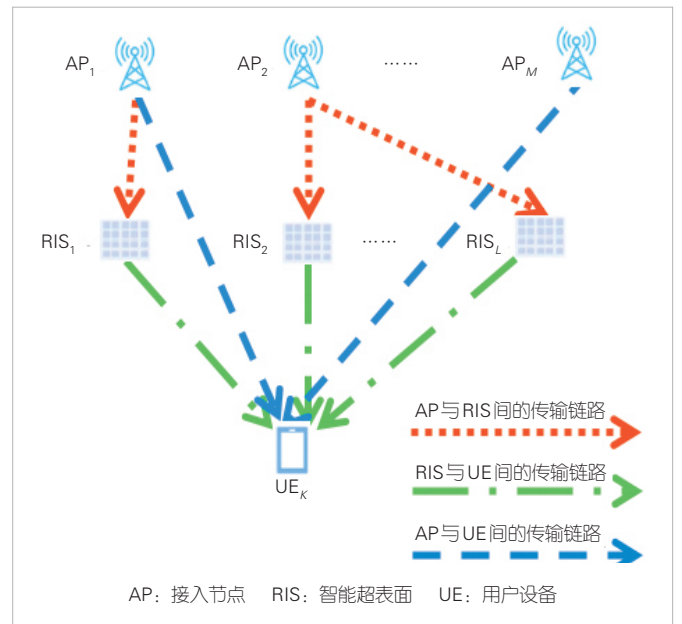 AP1 AP2 …… APM
RIS1 RIS2 …… RISL
AP与RIS间的传输链路
RIS与UE间的传输链路
UEK
AP与UE间的传输链路
AP：接入节点 RIS：智能超表面 UE：用户设备